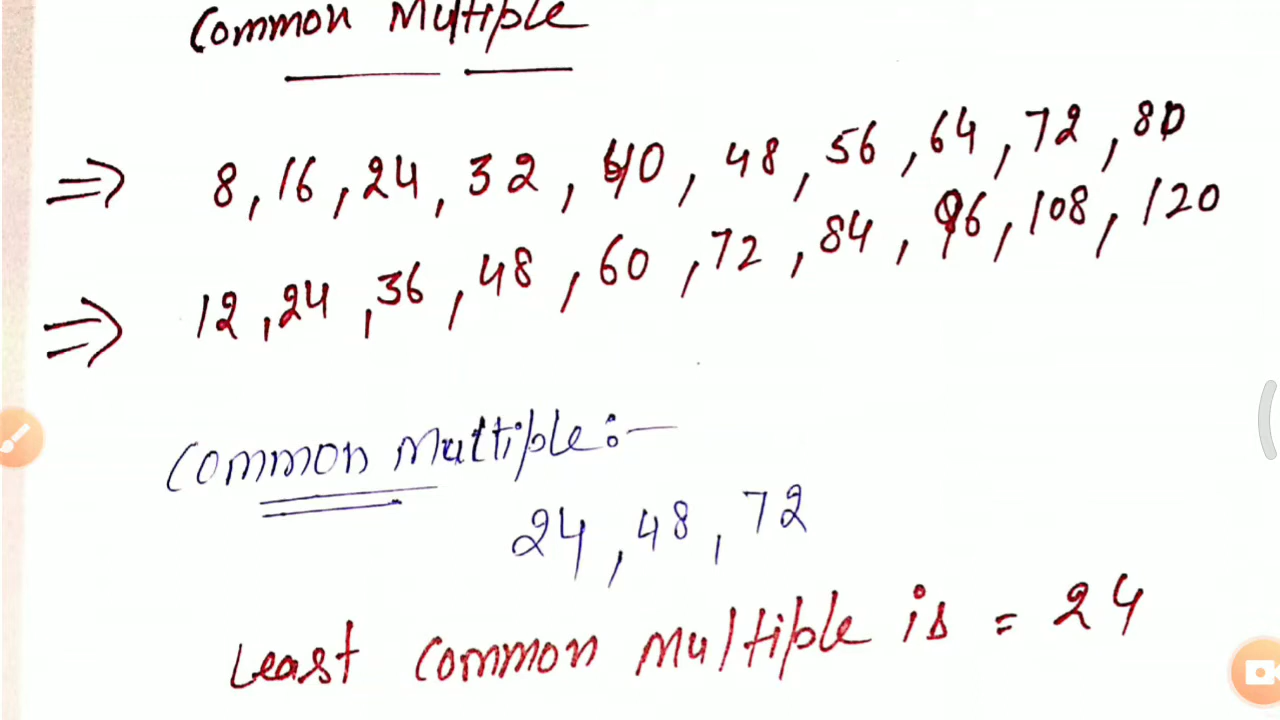 Common Multiple
⇒ 8, 16, 24, 32, 40, 48, 56, 64, 72, 80
⇒ 12, 24, 36, 48, 60, 72, 84, 96, 108, 120
Common Multiple:-
24, 48, 72
Least Common Multiple is = 24